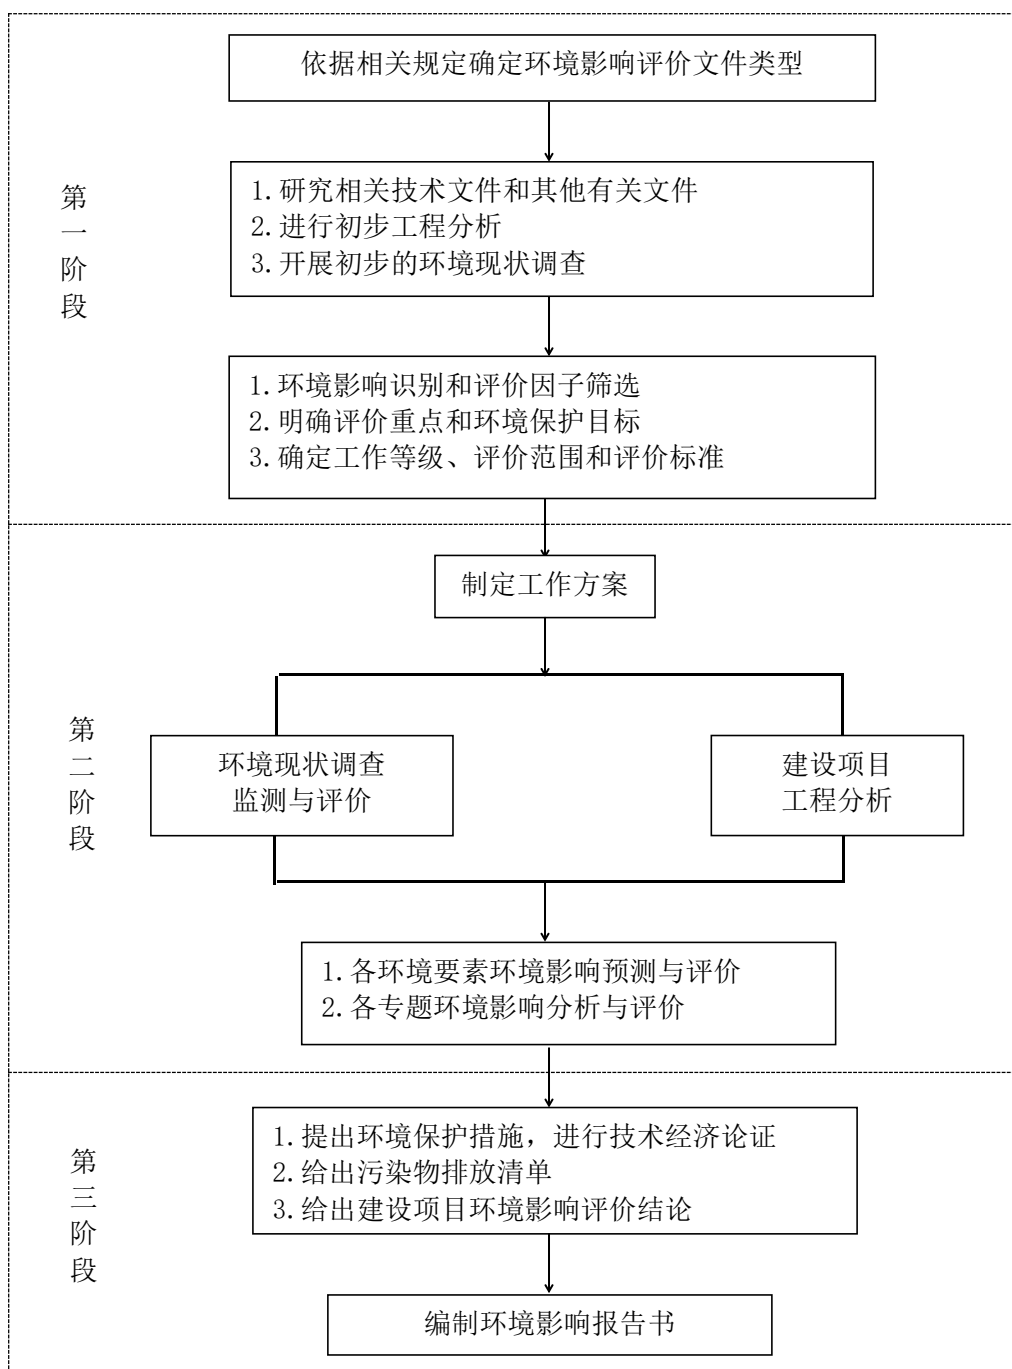 依据相关规定确定环境影响评价文件类型
第一阶段
1.研究相关技术文件和其他有关文件
2.进行初步工程分析
3.开展初步的环境现状调查
1.环境影响识别和评价因子筛选
2.明确评价重点和环境保护目标
3.确定工作等级、评价范围和评价标准
制定工作方案
第二阶段
环境现状调查
监测与评价
建设项目
工程分析
1.各环境要素环境影响预测与评价
2.各专题环境影响分析与评价
第三阶段
1.提出环境保护措施，进行技术经济论证
2.给出污染物排放清单
3.给出建设项目环境影响评价结论
编制环境影响报告书